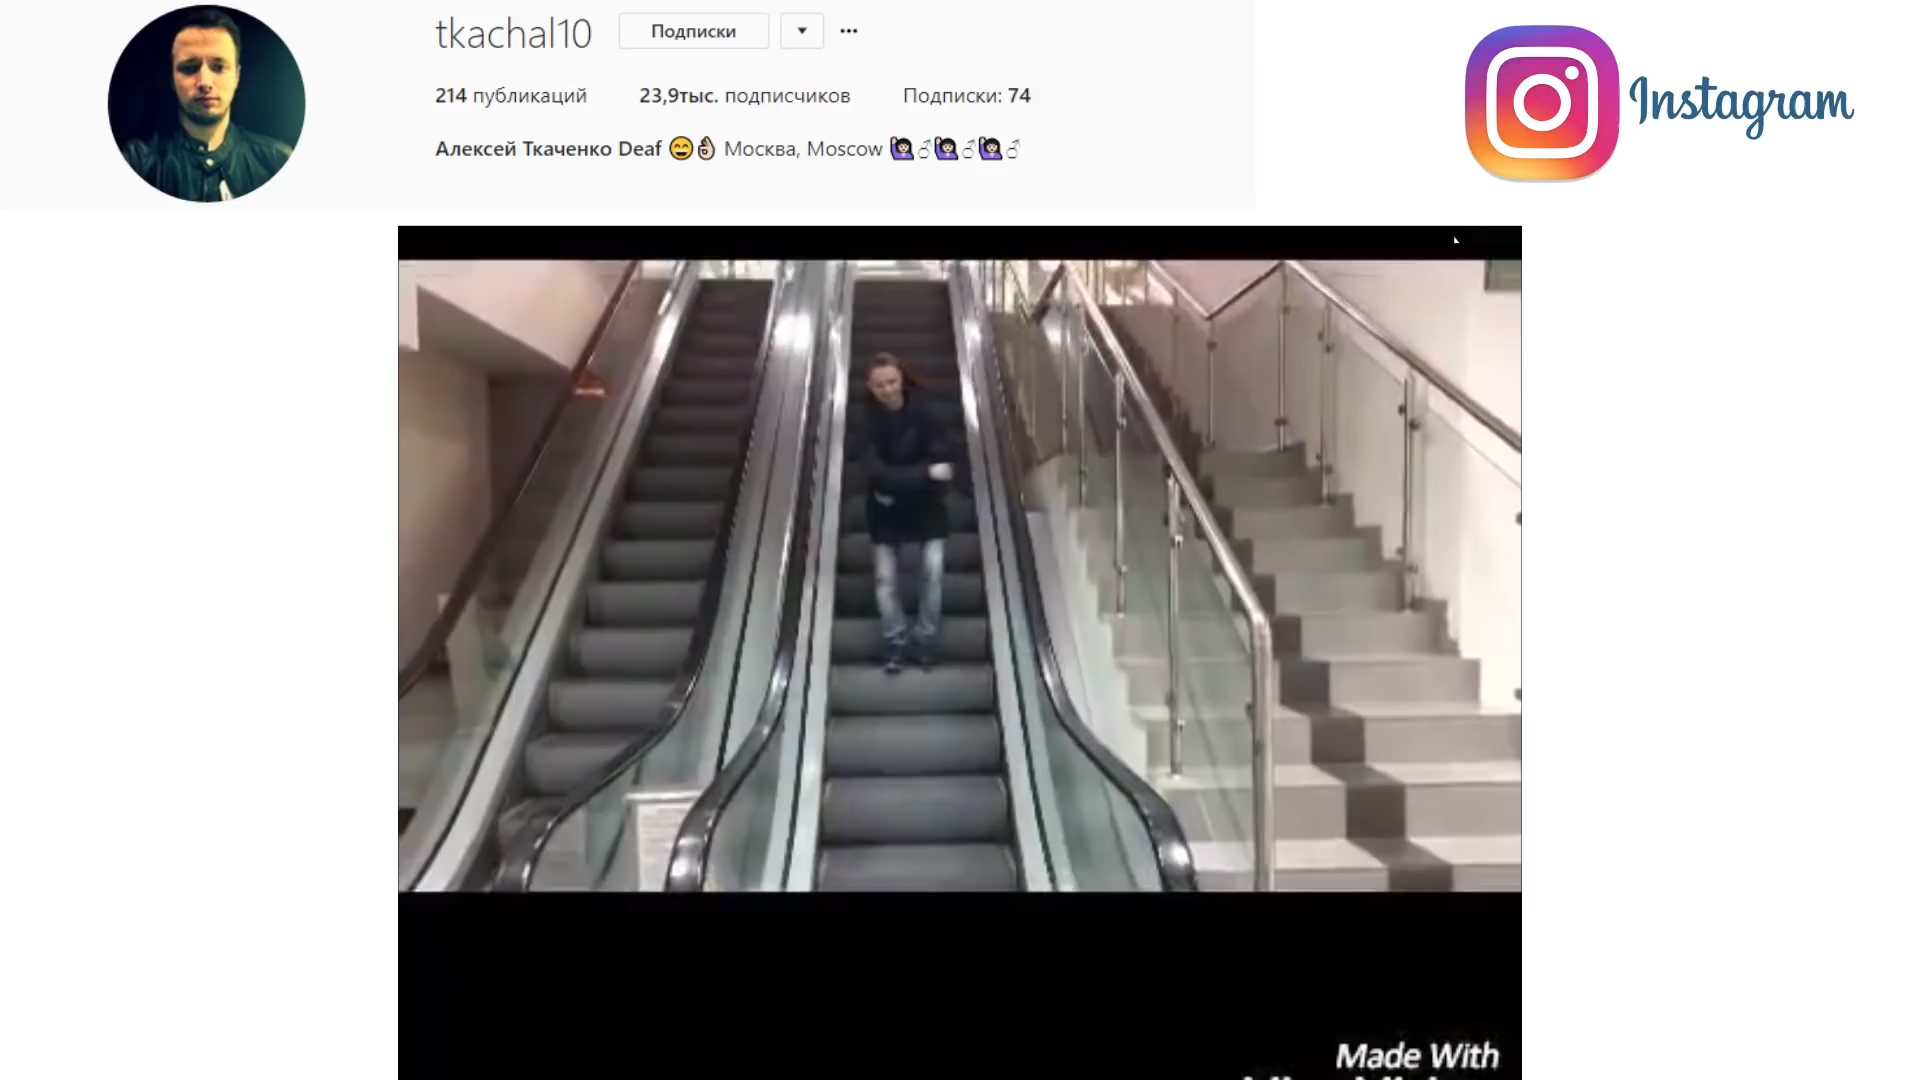 tkachal10 Подписки
214 публикаций 23,9тыс. подписчиков Подписки: 74
Алексей Ткаченко Deaf 😄👌🏻 Москва, Moscow 🙋🏻♂🙋🏻♂🙋🏻♂
Instagram
Made With